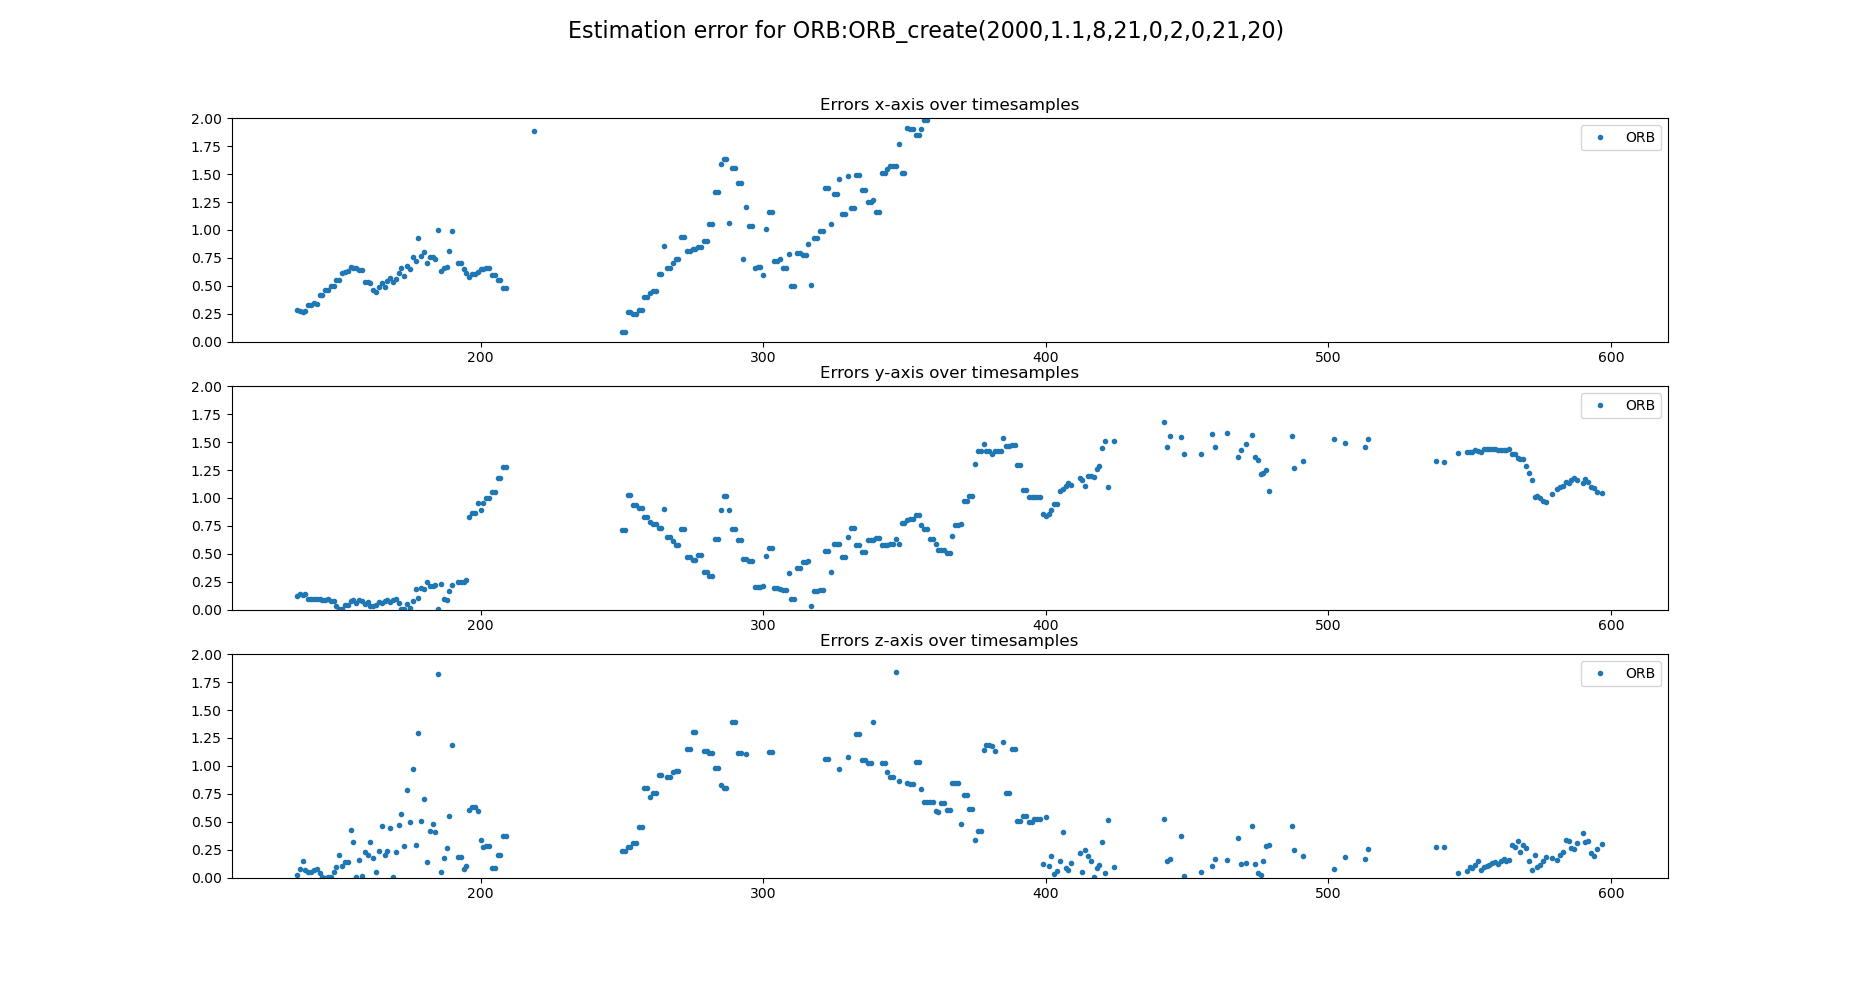 Estimation error for ORB:ORB_create(2000,1.1,8,21,0,2,0,21,20)
Errors x-axis over timesamples
2.00
1.75
1.50
1.25
1.00
0.75
0.50
0.25
0.00
ORB
200 300 400 500 600
Errors y-axis over timesamples
2.00
1.75
1.50
1.25
1.00
0.75
0.50
0.25
0.00
ORB
200 300 400 500 600
Errors z-axis over timesamples
2.00
1.75
1.50
1.25
1.00
0.75
0.50
0.25
0.00
ORB
200 300 400 500 600